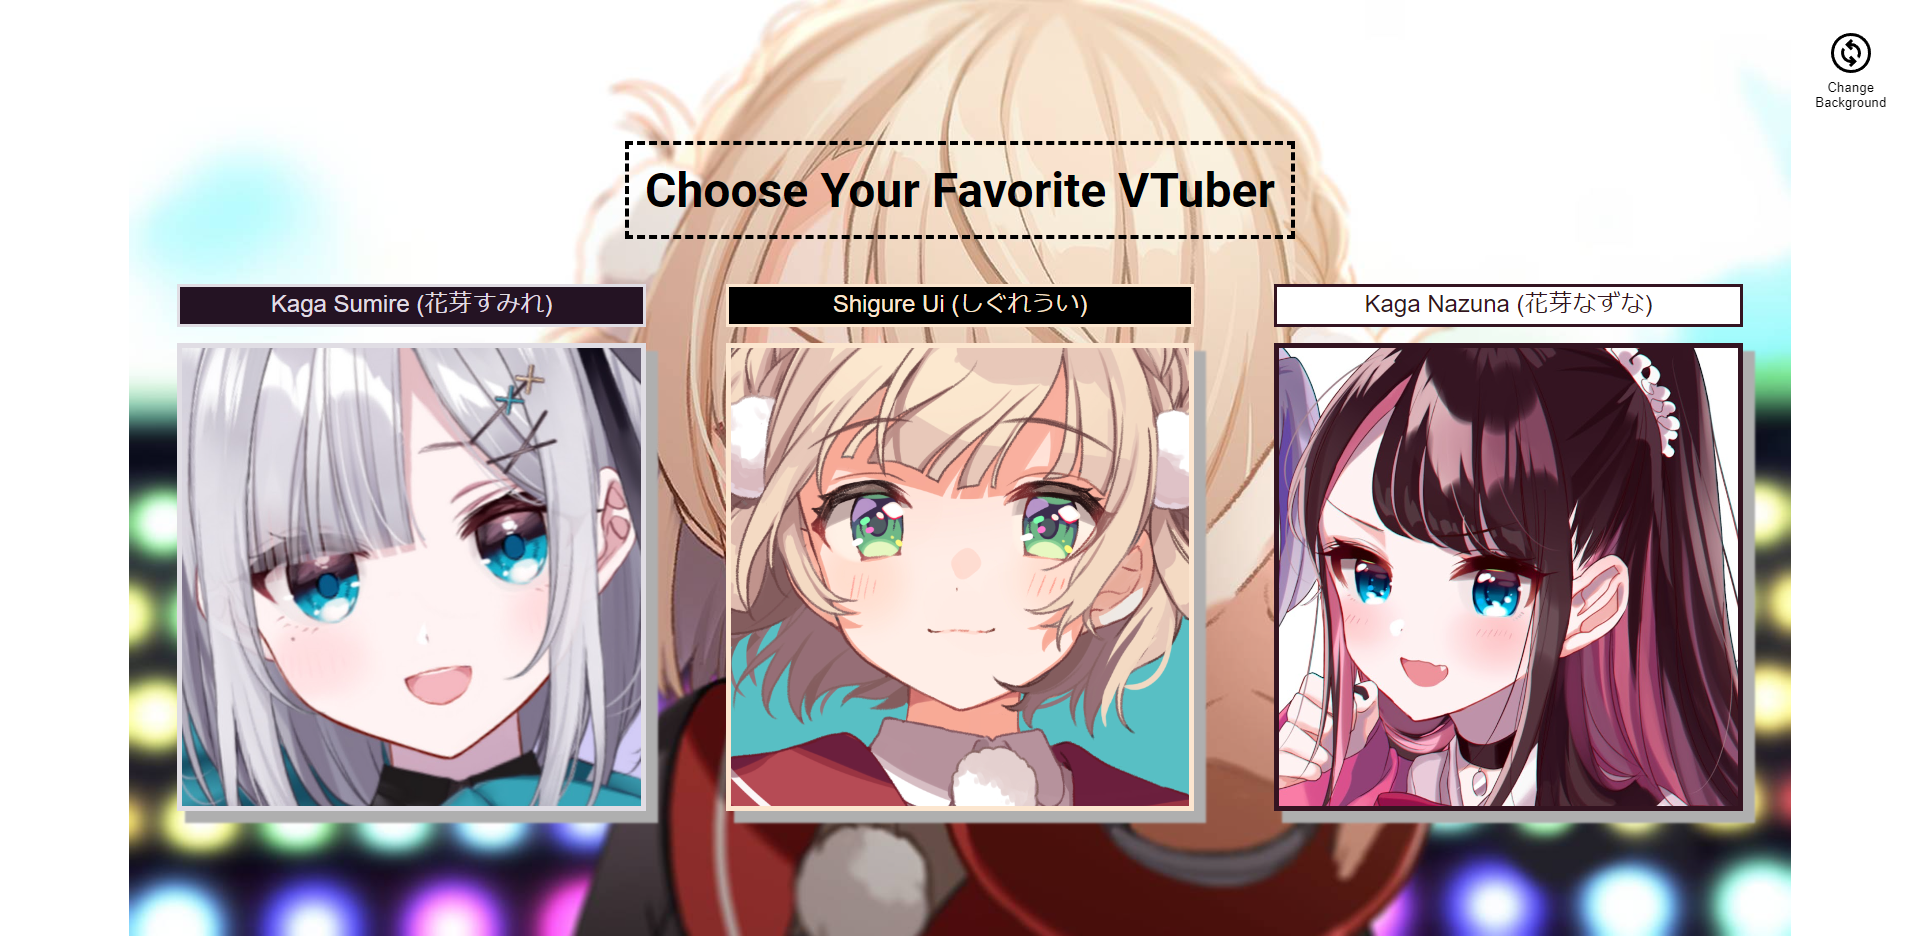 Change
Background
Choose Your Favorite VTuber
Kaga Sumire (花芽すみれ)
Shigure Ui (しぐれうい)
Kaga Nazuna (花芽なずな)